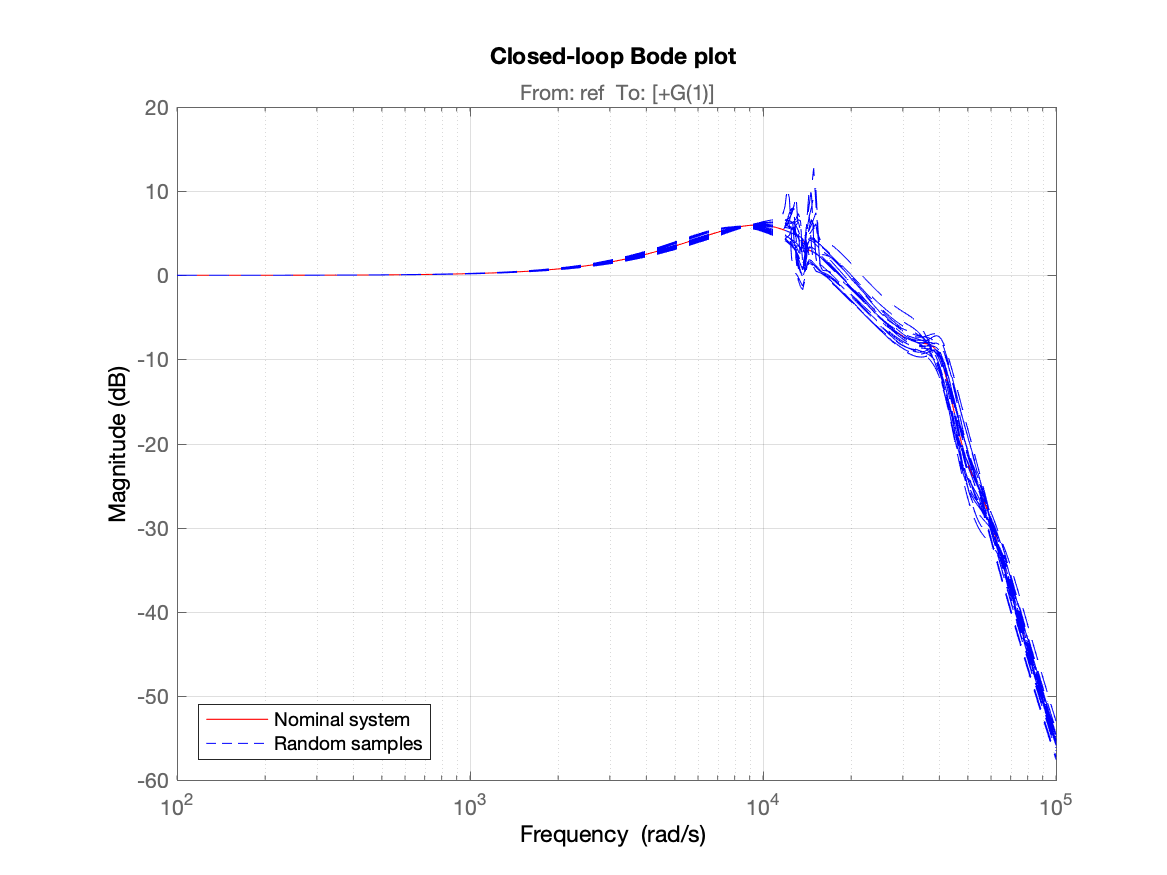 Closed-loop Bode plot
From: ref  To: [+G(1)]
20
10
0
-10
-20
-30
-40
-50
-60
Magnitude (dB)
Nominal system
Random samples
10^2
10^3
10^4
10^5
Frequency  (rad/s)